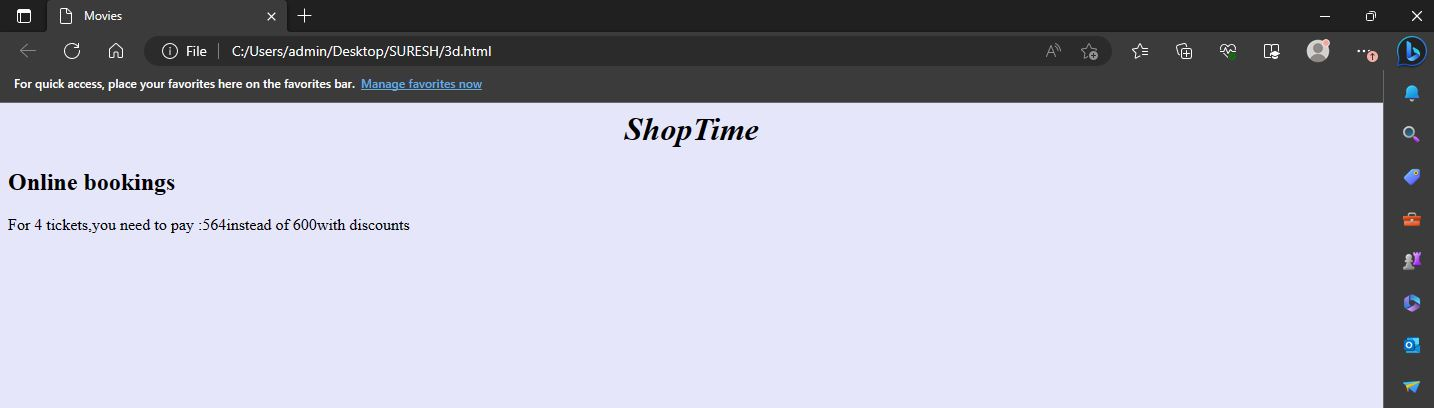 Movies
File
C:/Users/admin/Desktop/SURESH/3d.html
For quick access, place your favorites here on the favorites bar. Manage favorites now
ShopTime
Online bookings
For 4 tickets,you need to pay :564instead of 600with discounts